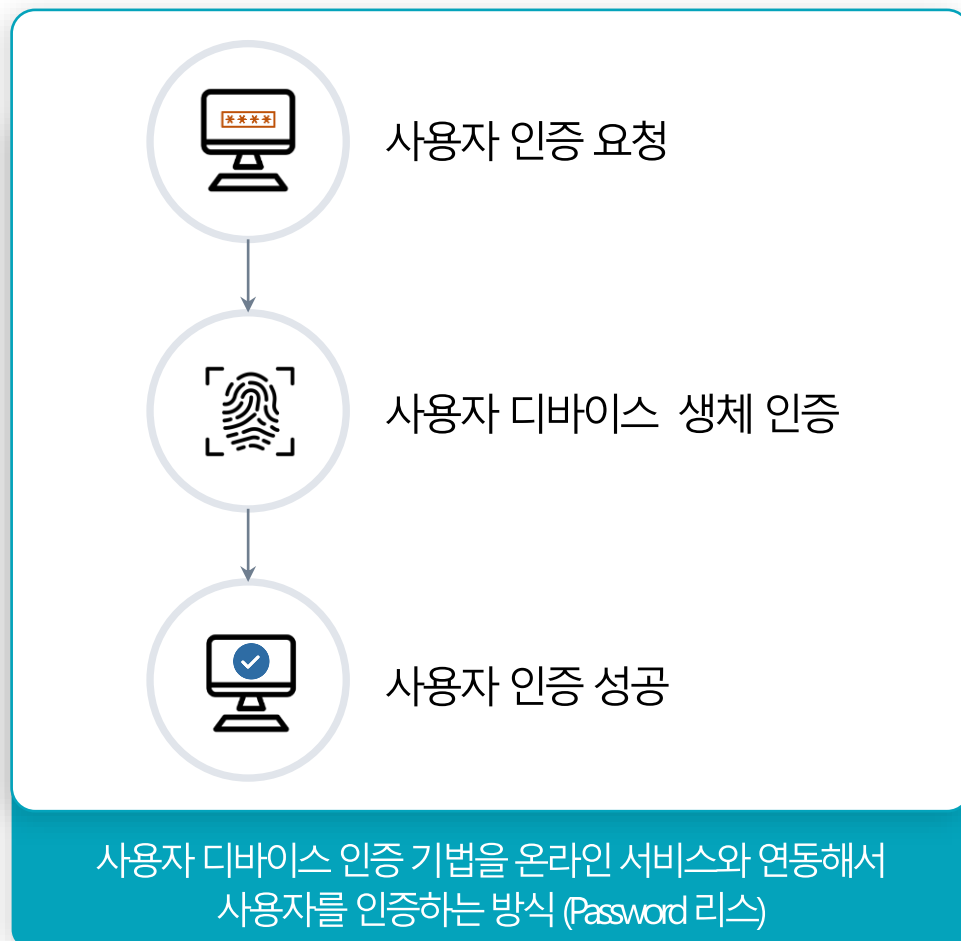 ****
사용자 인증 요청
사용자 디바이스 생체 인증
사용자 인증 성공
사용자 디바이스 인증 기법을 온라인 서비스와 연동해서
사용자를 인증하는 방식 (Password 리스)